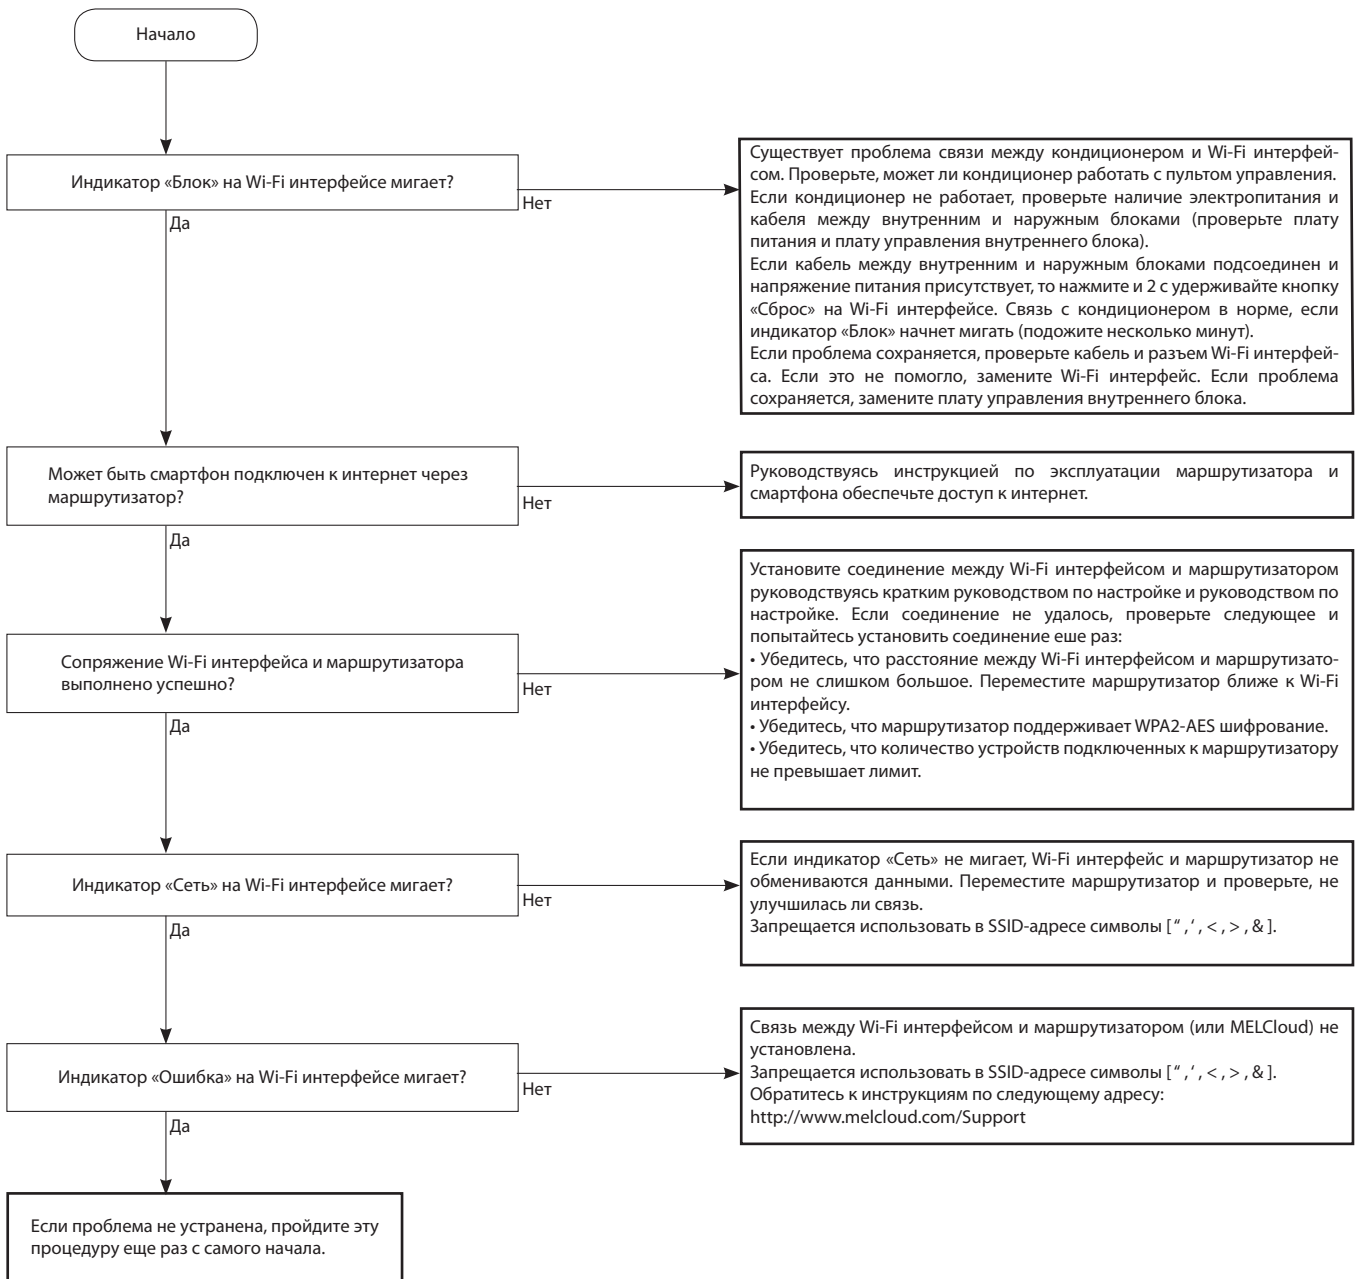 Начало
Индикатор «Блок» на Wi-Fi интерфейсе мигает?
Нет
Да
Существует проблема связи между кондиционером и Wi-Fi интерфей-
сом. Проверьте, может ли кондиционер работать с пультом управления.
Если кондиционер не работает, проверьте наличие электропитания и
кабеля между внутренним и наружным блоками (проверьте плату
питания и плату управления внутреннего блока).
Если кабель между внутренним и наружным блоками подсоединен и
напряжение питания присутствует, то нажмите и 2 с удерживайте кнопку
«Сброс» на Wi-Fi интерфейсе. Связь с кондиционером в норме, если
индикатор «Блок» начнет мигать (подожите несколько минут).
Если проблема сохраняется, проверьте кабель и разъем Wi-Fi интерфей-
са. Если это не помогло, замените Wi-Fi интерфейс. Если проблема
сохраняется, замените плату управления внутреннего блока.
Может быть смартфон подключен к интернет через
маршрутизатор?
Нет
Да
Руководствуясь инструкцией по эксплуатации маршрутизатора и
смартфона обеспечьте доступ к интернет.
Сопряжение Wi-Fi интерфейса и маршрутизатора
выполнено успешно?
Нет
Да
Установите соединение между Wi-Fi интерфейсом и маршрутизатором
руководствуясь кратким руководством по настройке и руководством по
настройке. Если соединение не удалось, проверьте следующее и
попытайтесь установить соединение еше раз:
• Убедитесь, что расстояние между Wi-Fi интерфейсом и маршрутизато-
ром не слишком большое. Переместите маршрутизатор ближе к Wi-Fi
интерфейсу.
• Убедитесь, что маршрутизатор поддерживает WPA2-AES шифрование.
• Убедитесь, что количество устройств подключенных к маршрутизатору
не превышает лимит.
Индикатор «Сеть» на Wi-Fi интерфейсе мигает?
Нет
Да
Если индикатор «Сеть» не мигает, Wi-Fi интерфейс и маршрутизатор не
обмениваются данными. Переместите маршрутизатор и проверьте, не
улучшилась ли связь.
Запрещается использовать в SSID-адресе символы [ “ , ‘ , < , > , & ].
Индикатор «Ошибка» на Wi-Fi интерфейсе мигает?
Нет
Да
Связь между Wi-Fi интерфейсом и маршрутизатором (или MELCloud) не
установлена.
Запрещается использовать в SSID-адресе символы [ “ , ‘ , < , > , & ].
Обратитесь к инструкциям по следующему адресу:
http://www.melcloud.com/Support
Если проблема не устранена, пройдите эту
процедуру еще раз с самого начала.